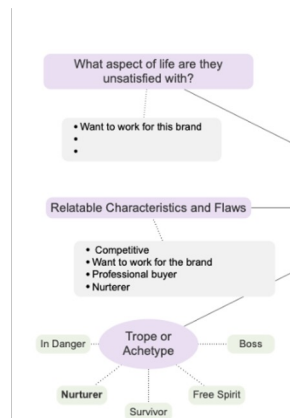 What aspect of life are they
unsatisfied with?
• Want to work for this brand
•
•
Relatable Characteristics and Flaws
• Competitive
• Want to work for the brand
• Professional buyer
• Nurterer
Trope or
Achetype
In Danger
Boss
Nurturer
Free Spirit
Survivor